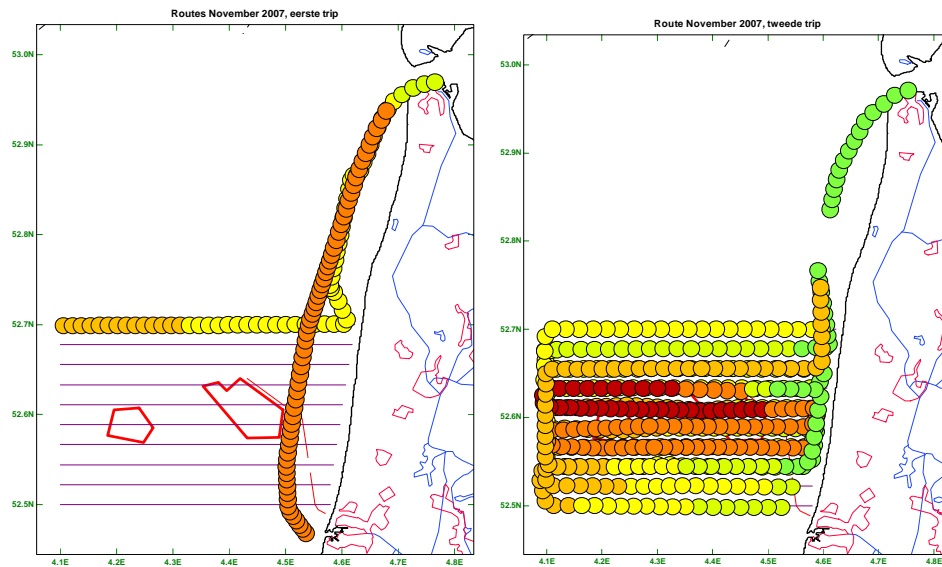 Routes November 2007, eerste trip
53.0N
52.9N
52.8N
52.7N
52.6N
52.5N
4.1E 4.2E 4.3E 4.4E 4.5E 4.6E 4.7E 4.8E
Route November 2007, tweede trip
53.0N
52.9N
52.8N
52.7N
52.6N
52.5N
4.1E 4.2E 4.3E 4.4E 4.5E 4.6E 4.7E 4.8E